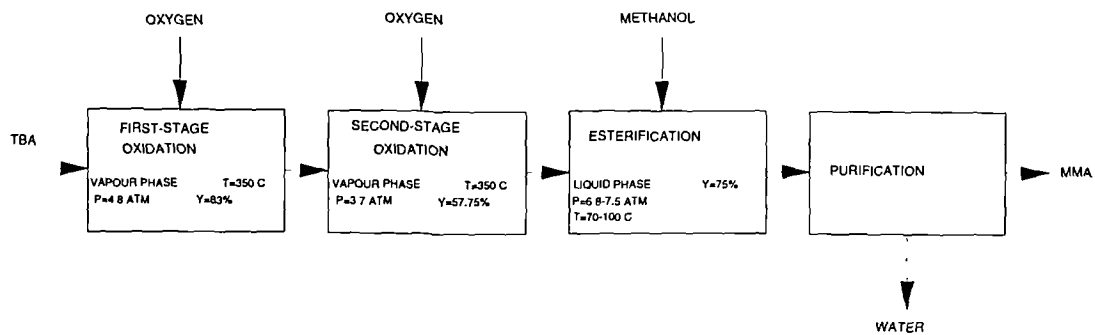 OXYGEN
OXYGEN
METHANOL
TBA
FIRST-STAGE
OXIDATION
VAPOUR PHASE T=350 C
P=4 8 ATM Y=83%
SECOND-STAGE
OXIDATION
VAPOUR PHASE T=350 C
P=3 7 ATM Y=57.75%
ESTERIFICATION
LIQUID PHASE Y=75%
P=6 8-7.5 ATM
T=70-100 C
PURIFICATION
MMA
WATER